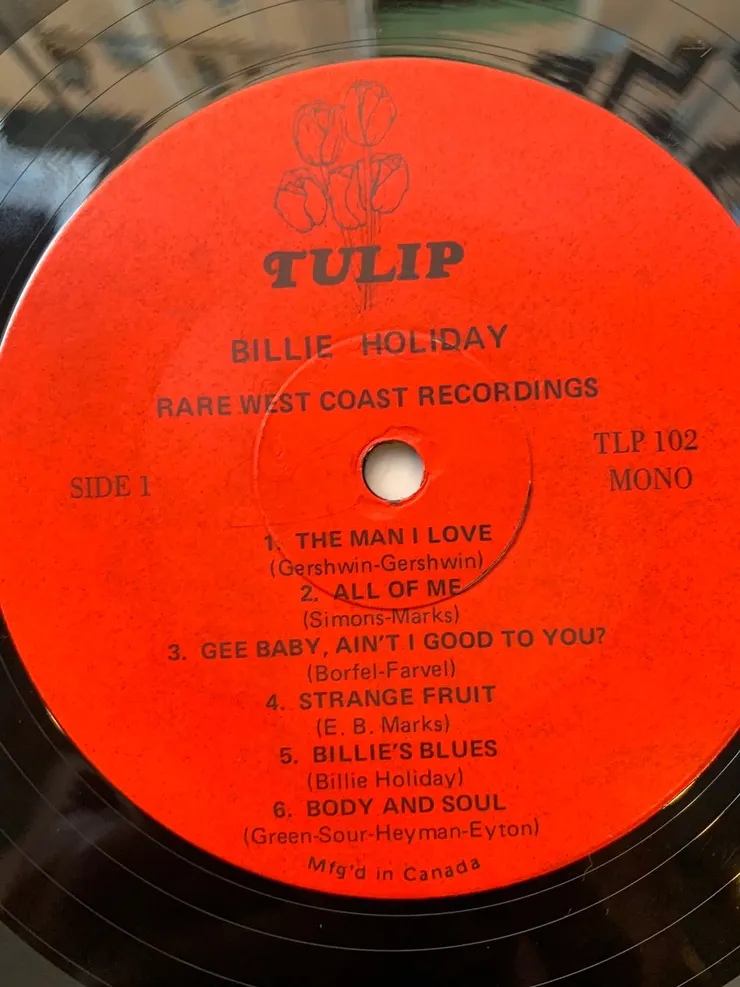 TULIP
BILLIE HOLIDAY
RARE WEST COAST RECORDINGS
SIDE 1
TLP 102
MONO
1. THE MAN I LOVE
(Gershwin-Gershwin)
2. ALL OF ME
(Simons-Marks)
3. GEE BABY, AIN'T I GOOD TO YOU?
(Borfel-Farvel)
4. STRANGE FRUIT
(E. B. Marks)
5. BILLIE'S BLUES
(Billie Holiday)
6. BODY AND SOUL
(Green-Sour-Heyman-Eyton)
Mfg'd in Canada